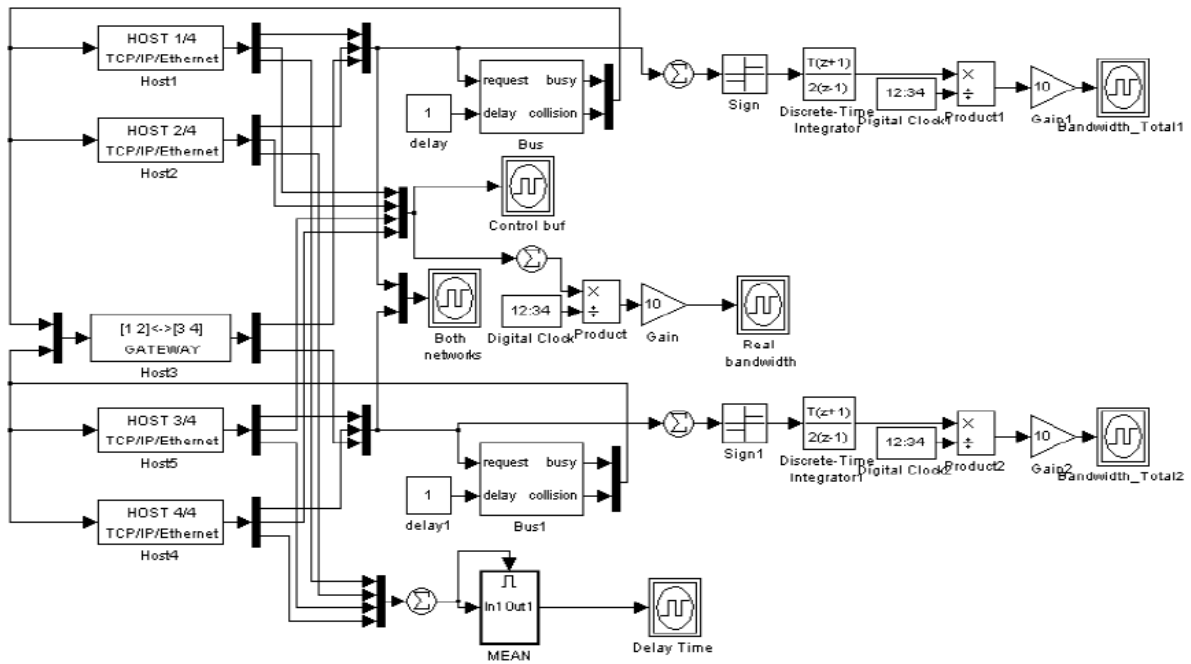 HOST 1/4
TCP/IP/Ethernet
Host1
HOST 2/4
TCP/IP/Ethernet
Host2
1
delay
request busy
delay collision
Bus
Sign
T(z+1)
2(z-1)
Discrete-Time
Integrator
12:34
Digital Clock1
×
÷
Product1
10
Gain1
Bandwidth_Total1
Control buf
Both
networks
12:34
Digital Clock
×
÷
Product
10
Gain
Real
bandwidth
[1 2]<->[3 4]
GATEWAY
Host3
HOST 3/4
TCP/IP/Ethernet
Host5
HOST 4/4
TCP/IP/Ethernet
Host4
1
delay1
request busy
delay collision
Bus1
Sign1
T(z+1)
2(z-1)
Discrete-Time
Integrator1
12:34
Digital Clock2
×
÷
Product2
10
Gain2
Bandwidth_Total2
In1 Out1
MEAN
Delay Time
Σ
Σ
Σ
Σ